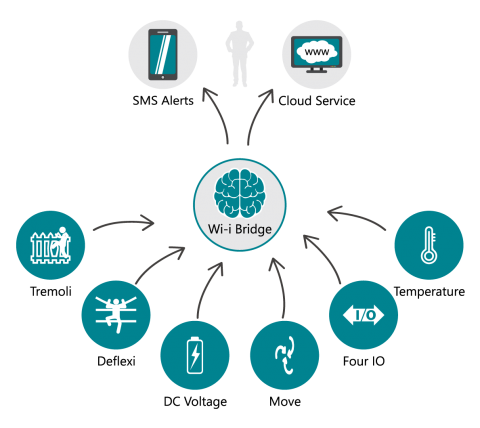 www
SMS Alerts
Cloud Service
Wi-i Bridge
Tremoli
Temperature
I/O
Deflexi
Four IO
DC Voltage
Move